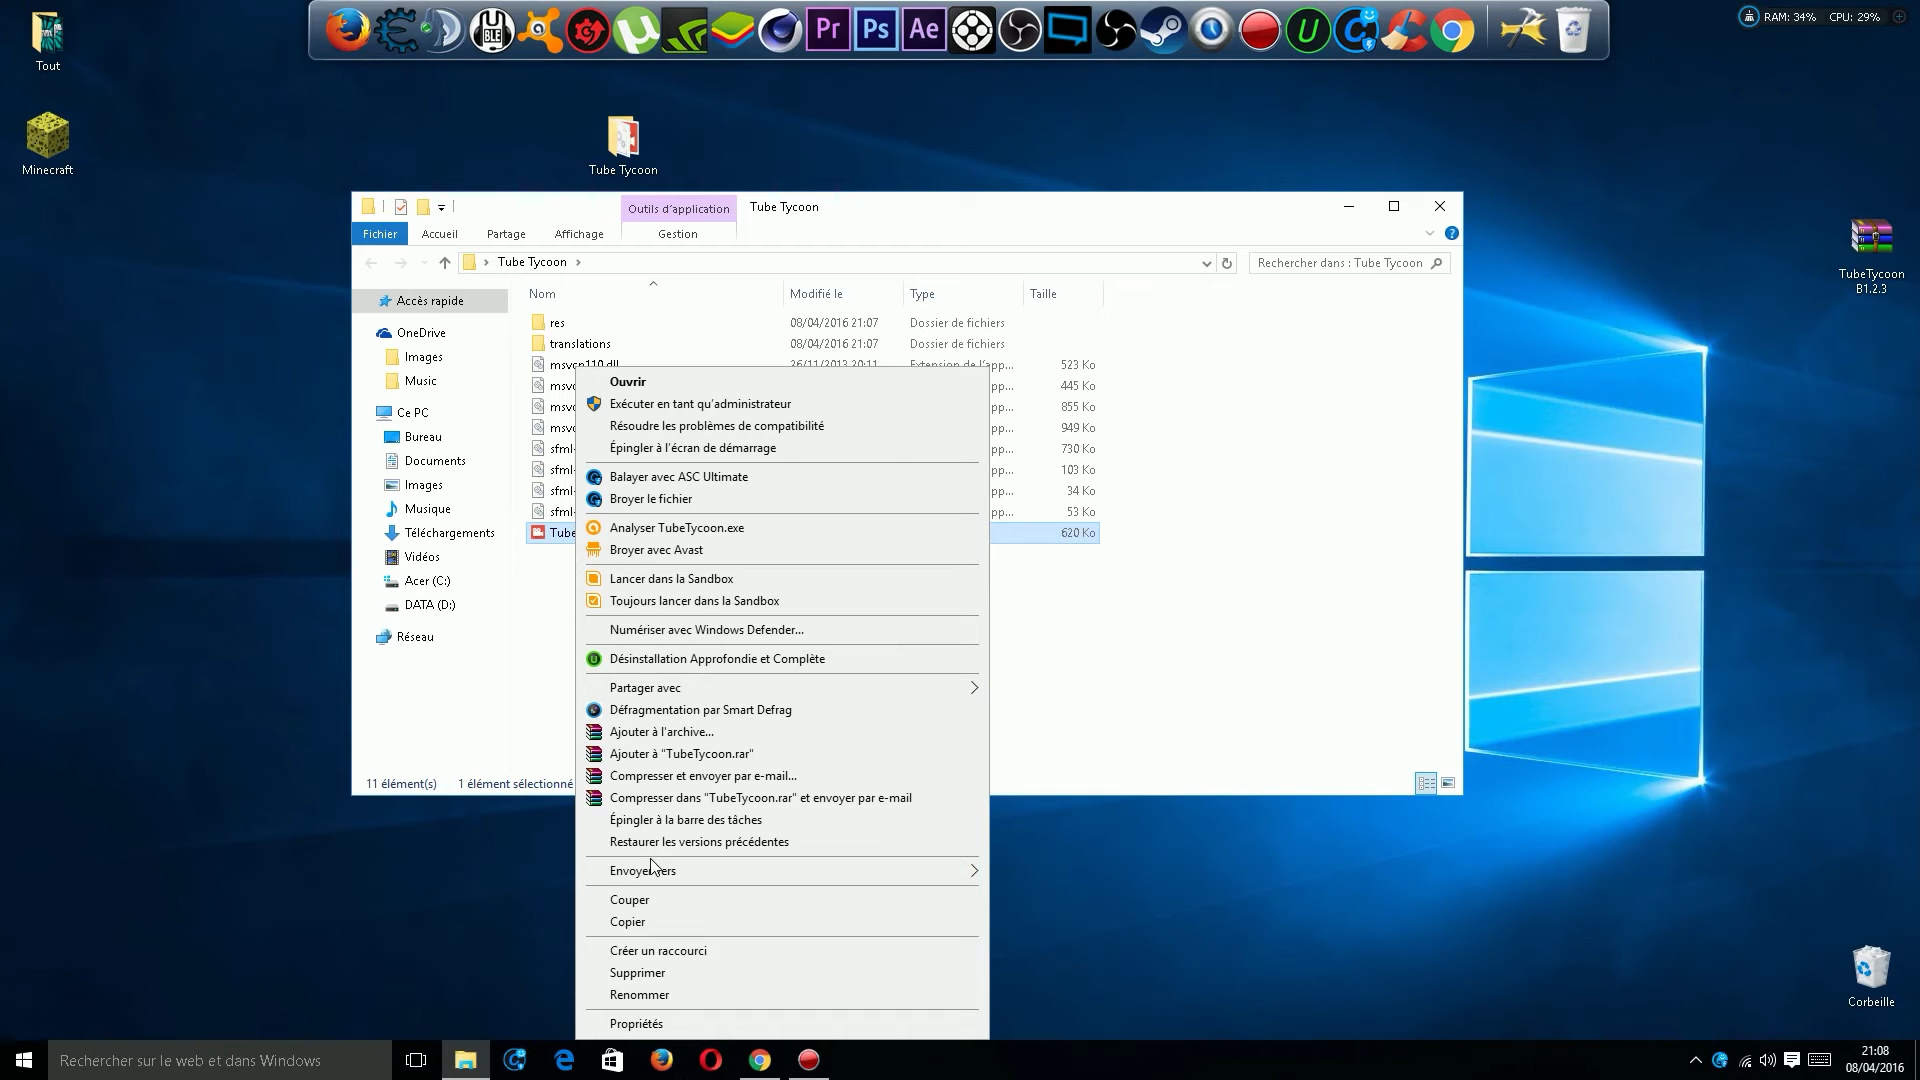 RAM: 34% CPU: 29%
Tout
Minecraft
Tube Tycoon
TubeTycoon
B1.2.3
Corbeille
BLE
Pr Ps Ae
Outils d'application Tube Tycoon
Fichier Accueil Partage Affichage Gestion
Tube Tycoon
Rechercher dans : Tube Tycoon
Accès rapide
OneDrive
Images
Music
Ce PC
Bureau
Documents
Images
Musique
Téléchargements
Vidéos
Acer (C:)
DATA (D:)
Réseau
Nom Modifié le Type Taille
res 08/04/2016 21:07 Dossier de fichiers
translations 08/04/2016 21:07 Dossier de fichiers
msvcp110.dll 26/11/2013 20:11 Extension de l'app... 523 Ko
445 Ko
855 Ko
949 Ko
sfml- 730 Ko
sfml- 103 Ko
sfml- 34 Ko
sfml- 53 Ko
Tube 620 Ko
11 élément(s) 1 élément sélectionné
Ouvrir
Exécuter en tant qu'administrateur
Résoudre les problèmes de compatibilité
Épingler à l'écran de démarrage
Balayer avec ASC Ultimate
Broyer le fichier
Analyser TubeTycoon.exe
Broyer avec Avast
Lancer dans la Sandbox
Toujours lancer dans la Sandbox
Numériser avec Windows Defender...
Désinstallation Approfondie et Complète
Partager avec
Défragmentation par Smart Defrag
Ajouter à l'archive...
Ajouter à "TubeTycoon.rar"
Compresser et envoyer par e-mail...
Compresser dans "TubeTycoon.rar" et envoyer par e-mail
Épingler à la barre des tâches
Restaurer les versions précédentes
Envoyer vers
Couper
Copier
Créer un raccourci
Supprimer
Renommer
Propriétés
Rechercher sur le web et dans Windows
21:08
08/04/2016